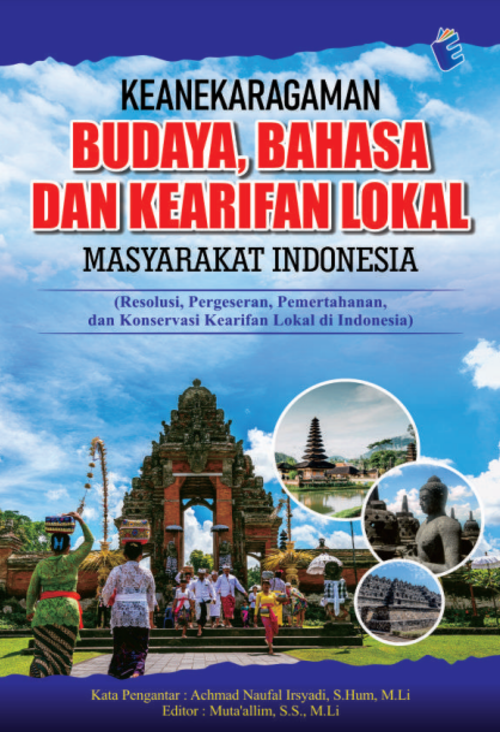 KEANEKARAGAMAN
BUDAYA, BAHASA
DAN KEARIFAN LOKAL
MASYARAKAT INDONESIA
(Resolusi, Pergeseran, Pemertahanan,
dan Konservasi Kearifan Lokal di Indonesia)
Kata Pengantar : Achmad Naufal Irsyadi, S.Hum, M.Li
Editor : Muta'allim, S.S., M.Li